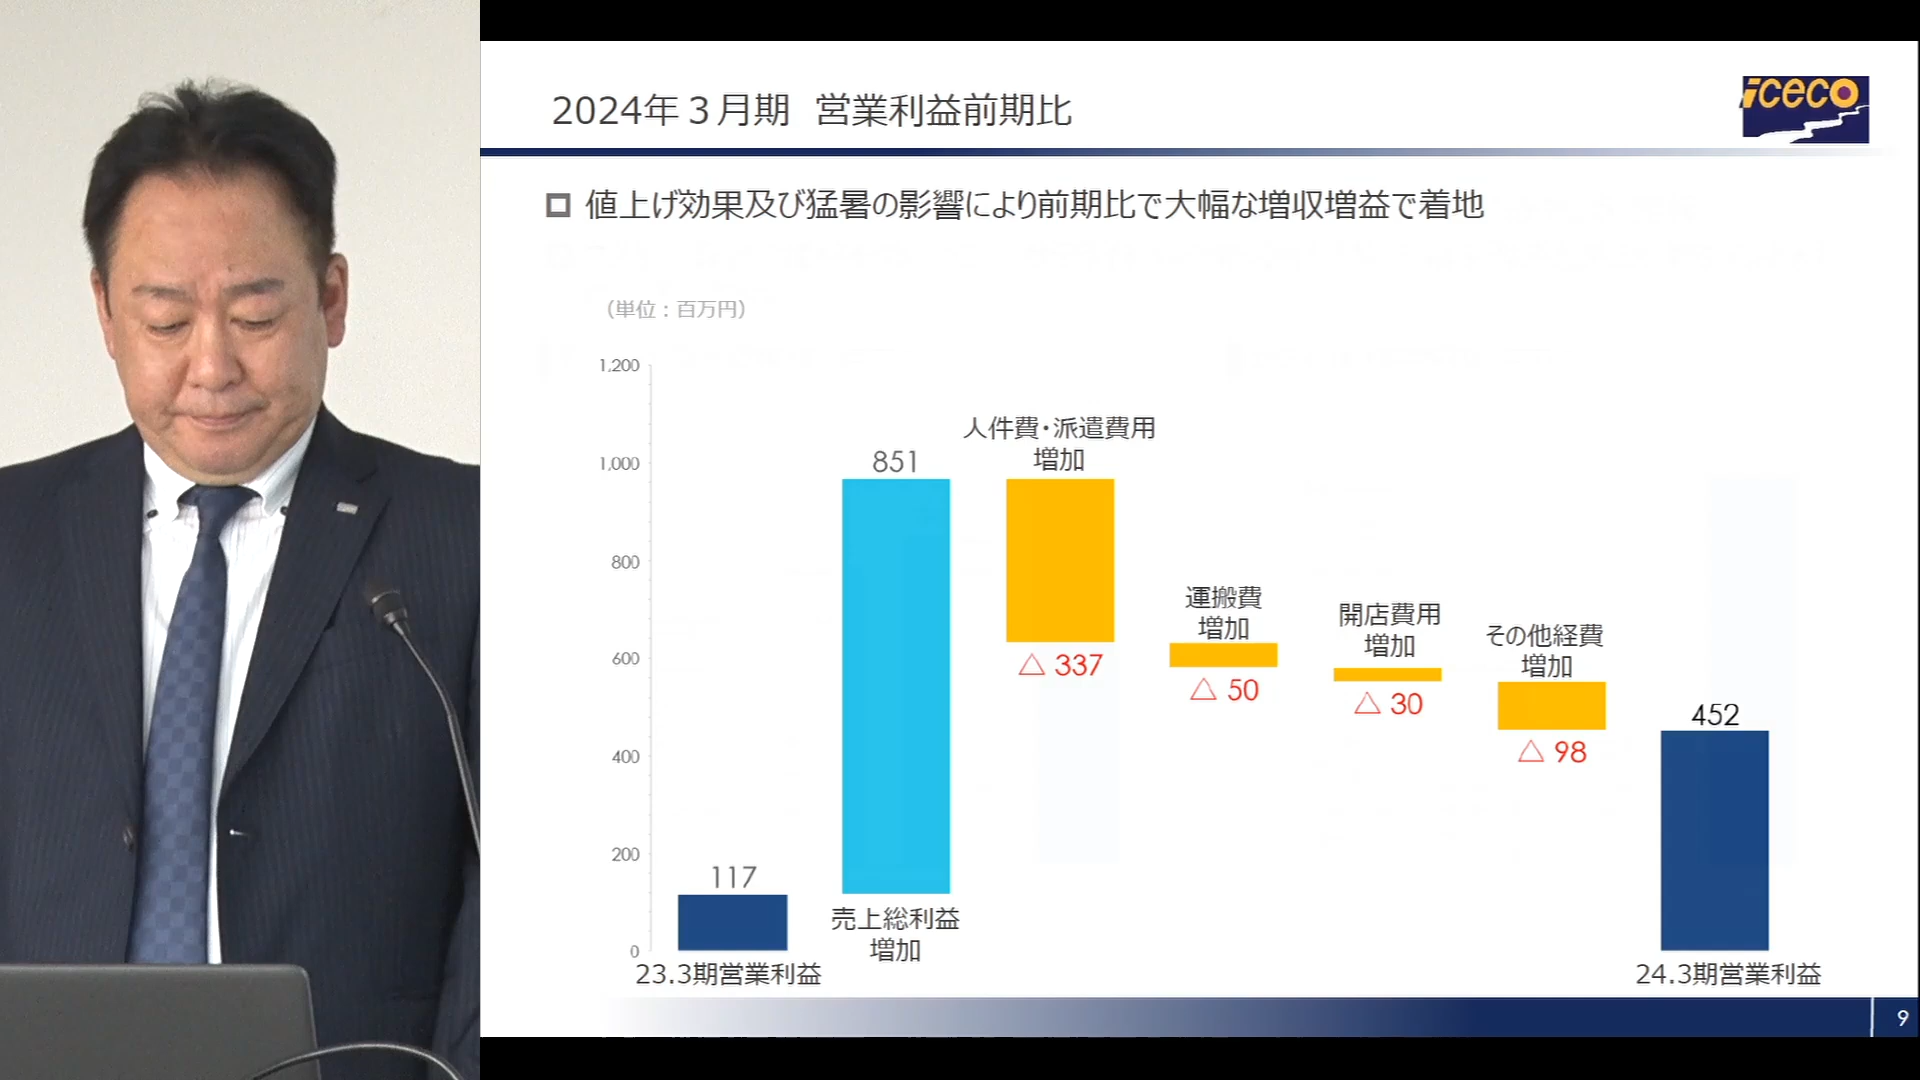 2024年３月期 営業利益前期比
iceco
値上げ効果及び猛暑の影響により前期比で大幅な増収増益で着地
（単位：百万円）
1,200
1,000
800
600
400
200
0
117
23.3期営業利益
851
売上総利益
増加
人件費・派遣費用
増加
△ 337
運搬費
増加
△ 50
開店費用
増加
△ 30
その他経費
増加
△ 98
452
24.3期営業利益
9